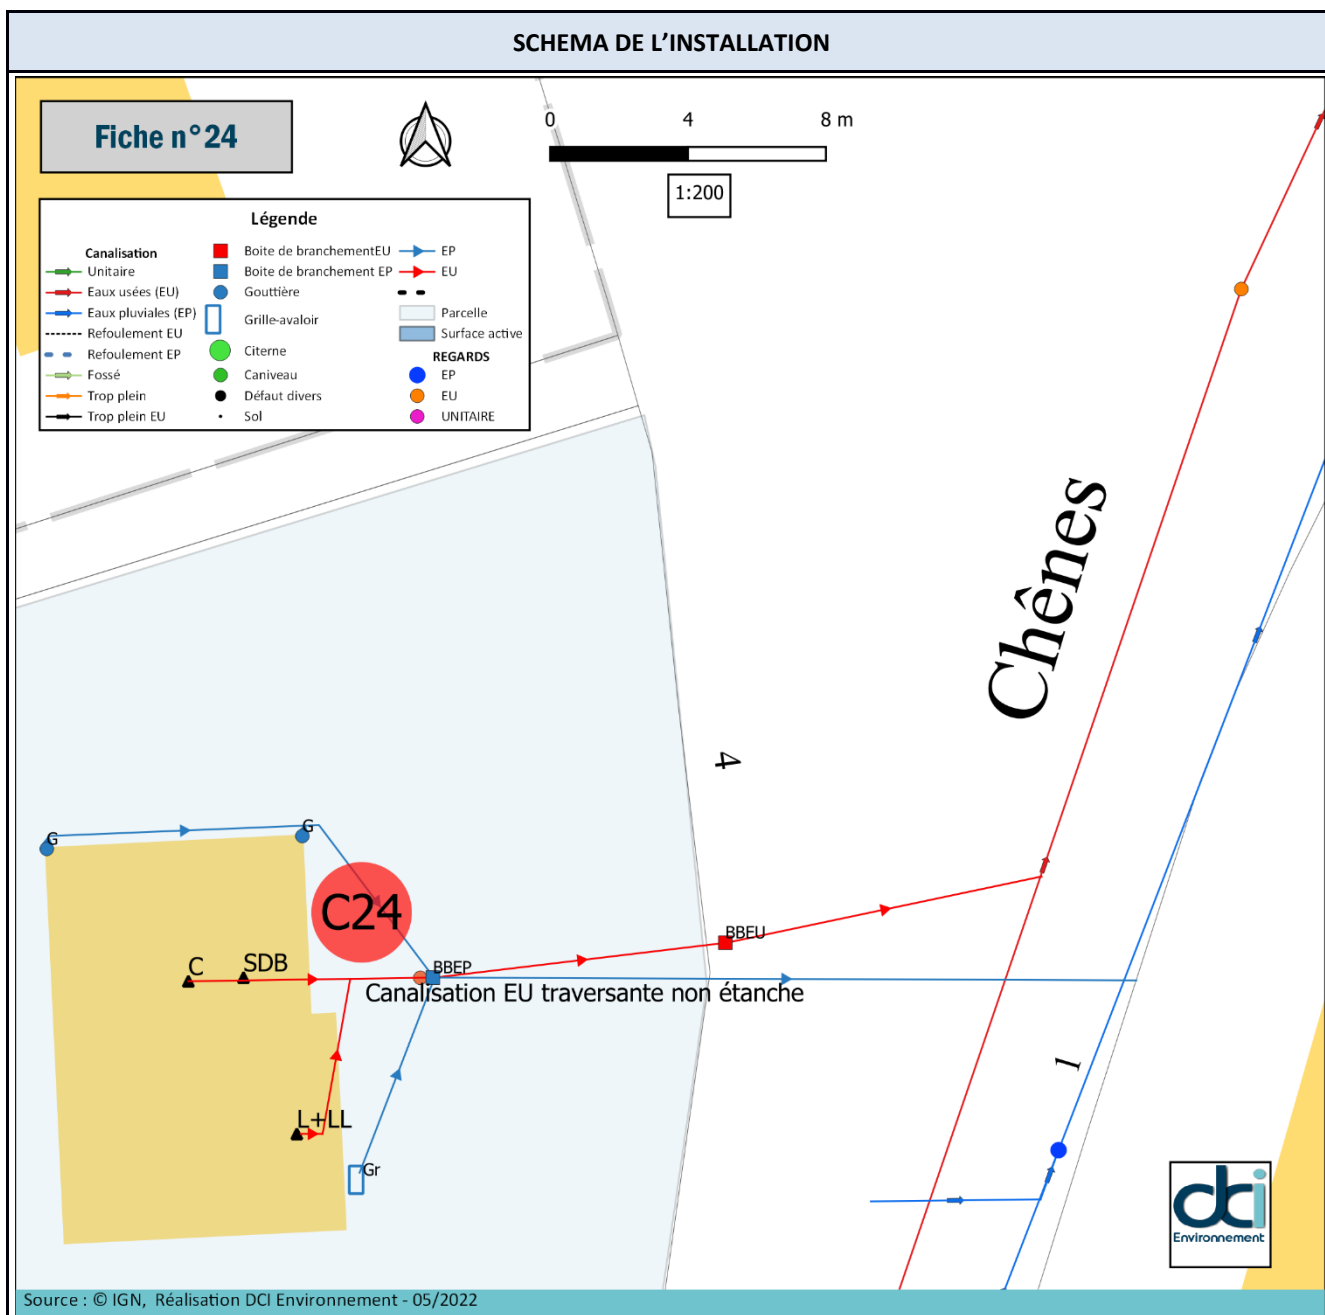 SCHEMA DE L'INSTALLATION
Fiche n°24
0 4 8 m
1:200
Légende
Canalisation
Unitaire
Eaux usées (EU)
Eaux pluviales (EP)
Refoulement EU
Refoulement EP
Fossé
Trop plein
Trop plein EU
Boite de branchementEU
Boite de branchement EP
Gouttière
Grille-avaloir
Citerne
Caniveau
Défaut divers
Sol
EP
EU
Parcelle
Surface active
REGARDS
EP
EU
UNITAIRE
Chênes
4
G
G
C24
C
SDB
BBEP
BBEU
Canalisation EU traversante non étanche
L+LL
Gr
l
dci
Environnement
Source : © IGN, Réalisation DCI Environnement - 05/2022